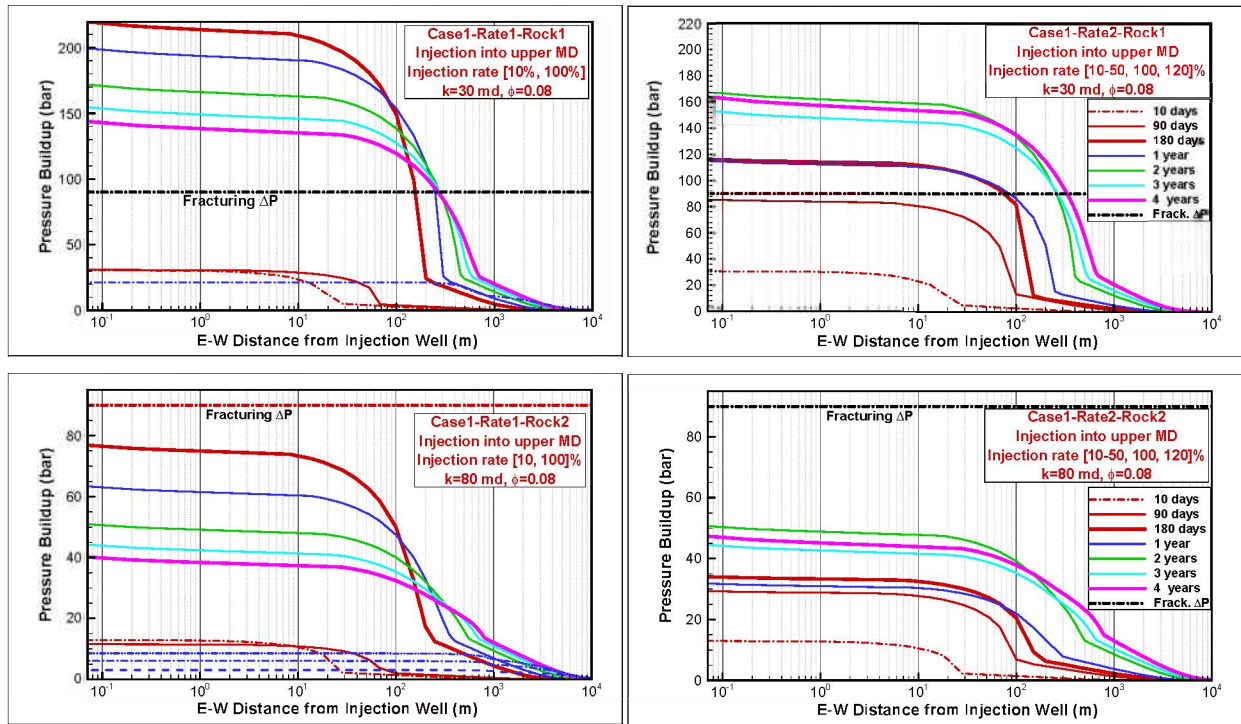 Case1-Rate1-Rock1
Injection into upper MD
Injection rate [10%, 100%]
k=30 md, ϕ=0.08
Fracturing ΔP
Pressure Buildup (bar)
200
150
100
50
0
10^-1 10^0 10^1 10^2 10^3 10^4
E-W Distance from Injection Well (m)
Case1-Rate2-Rock1
Injection into upper MD
Injection rate [10-50, 100, 120]%
k=30 md, ϕ=0.08
10 days
90 days
180 days
1 year
2 years
3 years
4 years
Frack. ΔP
Pressure Buildup (bar)
220
200
180
160
140
120
100
80
60
40
20
0
10^-1 10^0 10^1 10^2 10^3 10^4
E-W Distance from Injection Well (m)
Fracturing ΔP
Case1-Rate1-Rock2
Injection into upper MD
Injection rate [10, 100]%
k=80 md, ϕ=0.08
Pressure Buildup (bar)
80
60
40
20
0
10^-1 10^0 10^1 10^2 10^3 10^4
E-W Distance from Injection Well (m)
Fracturing ΔP
Case1-Rate2-Rock2
Injection into upper MD
Injection rate [10-50, 100, 120]%
k=80 md, ϕ=0.08
10 days
90 days
180 days
1 year
2 years
3 years
4 years
Frack. ΔP
Pressure Buildup (bar)
80
60
40
20
0
10^-1 10^0 10^1 10^2 10^3 10^4
E-W Distance from Injection Well (m)